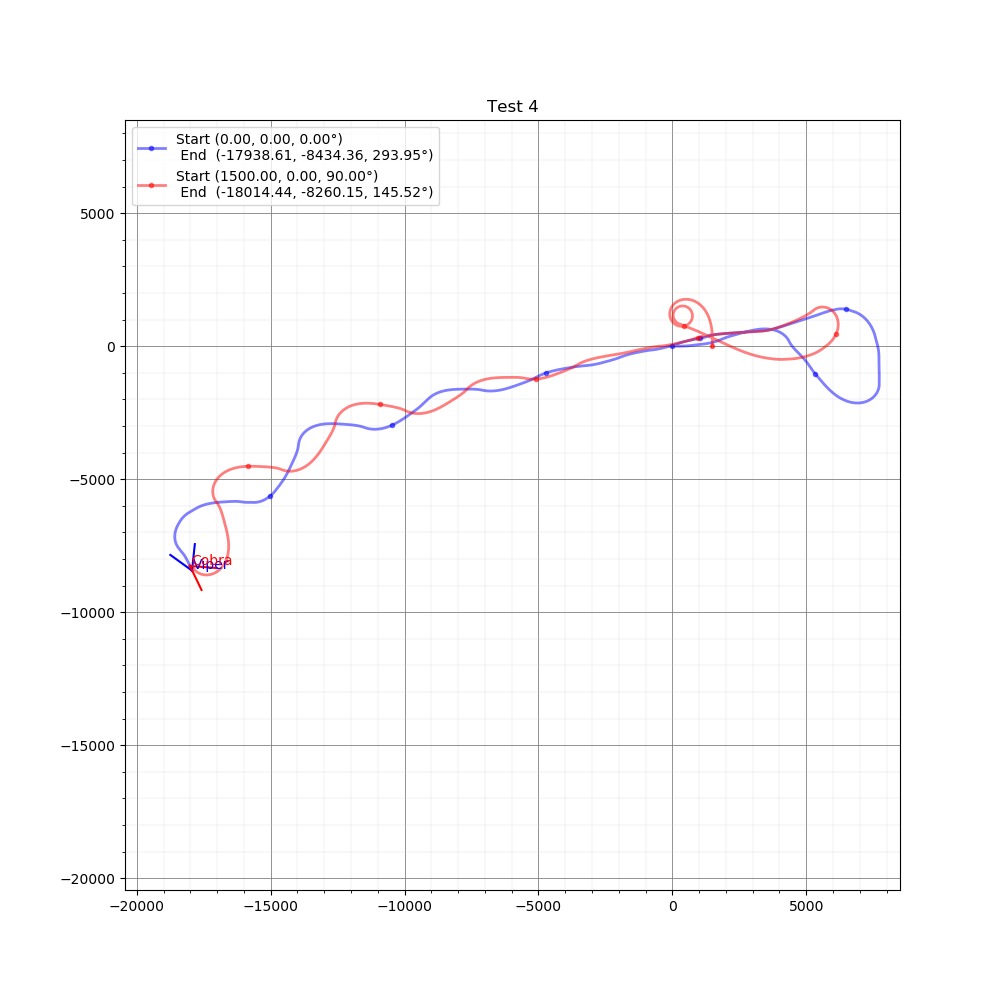 Test 4
Start (0.00, 0.00, 0.00°)
End (-17938.61, -8434.36, 293.95°)
Start (1500.00, 0.00, 90.00°)
End (-18014.44, -8260.15, 145.52°)
5000
0
−5000
Cobra
Viper
−10000
−15000
−20000
−20000 −15000 −10000 −5000 0 5000